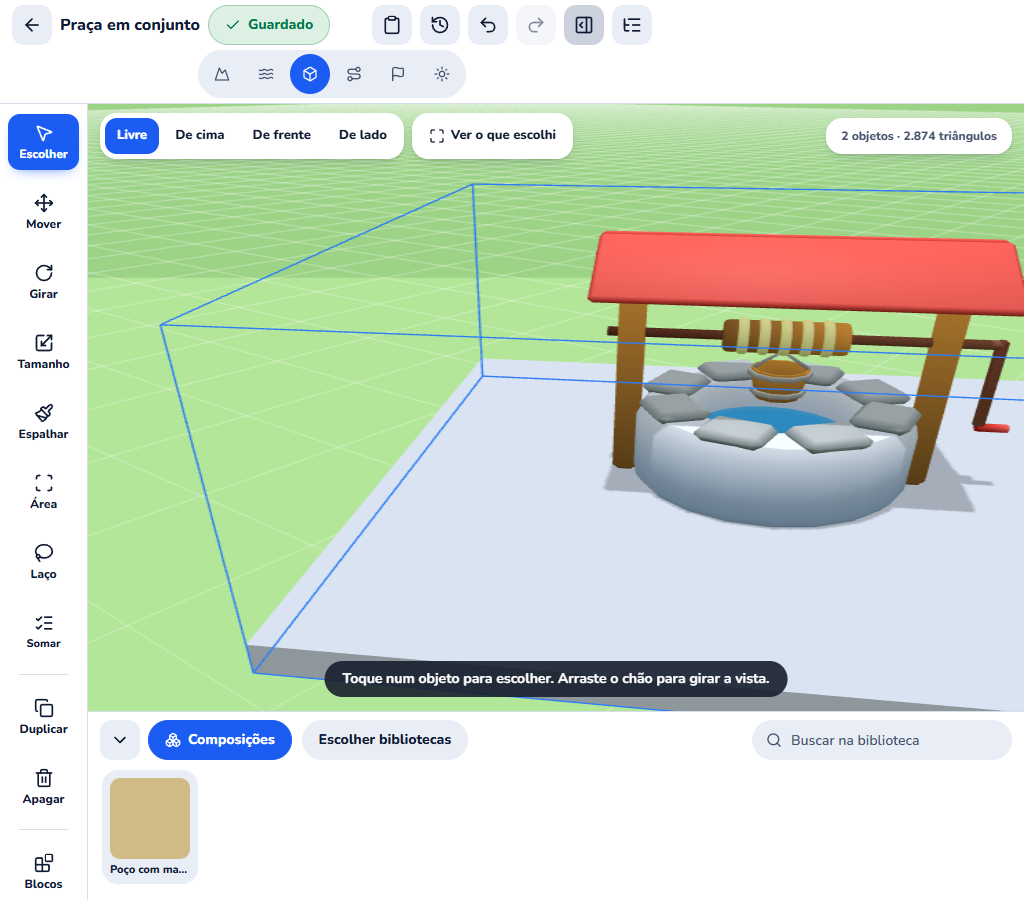 Praça em conjunto
Guardado
Escolher
Mover
Girar
Tamanho
Espalhar
Área
Laço
Somar
Duplicar
Apagar
Blocos
Livre
De cima
De frente
De lado
Ver o que escolhi
2 objetos · 2.874 triângulos
Toque num objeto para escolher. Arraste o chão para girar a vista.
Composições
Escolher bibliotecas
Buscar na biblioteca
Poço com ma...